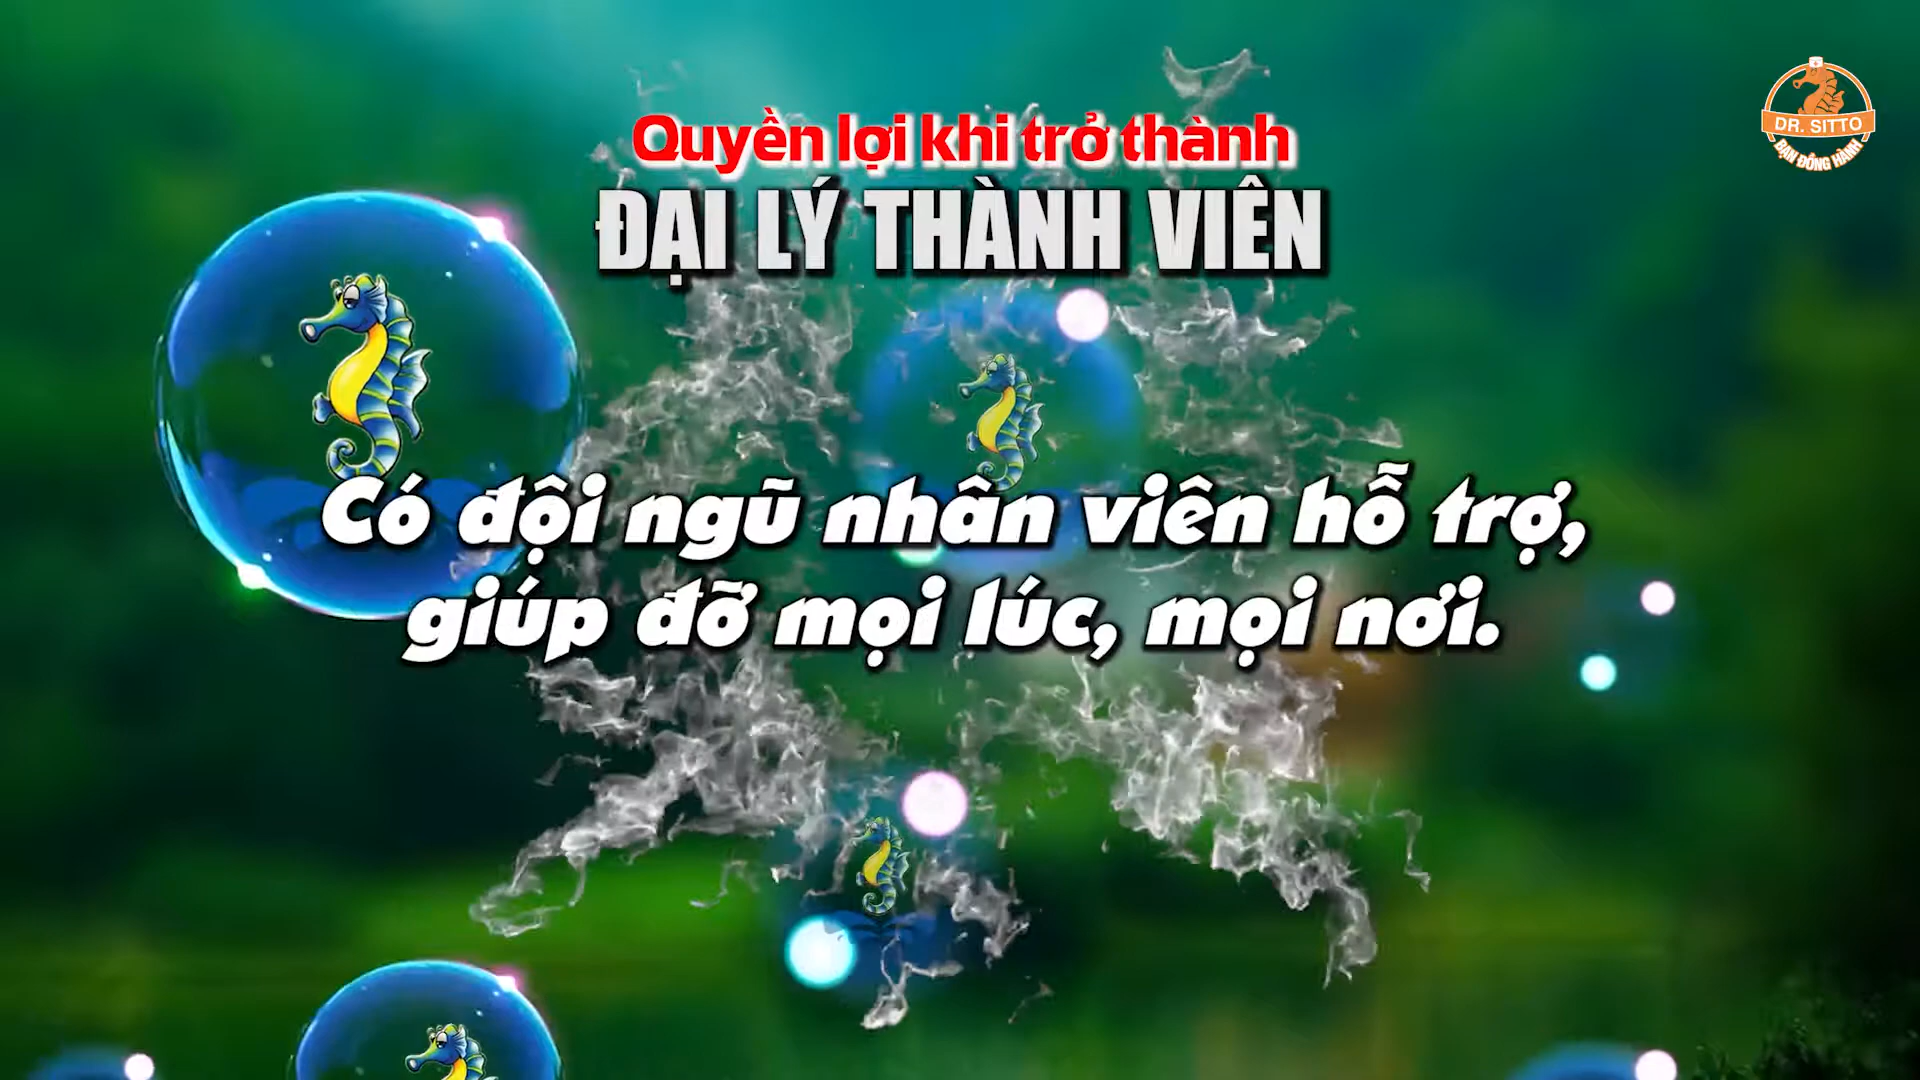 Quyền lợi khi trở thành
ĐẠI LÝ THÀNH VIÊN
DR. SITTO
BẠN ĐỒNG HÀNH
Có đội ngũ nhân viên hỗ trợ,
giúp đỡ mọi lúc, mọi nơi.